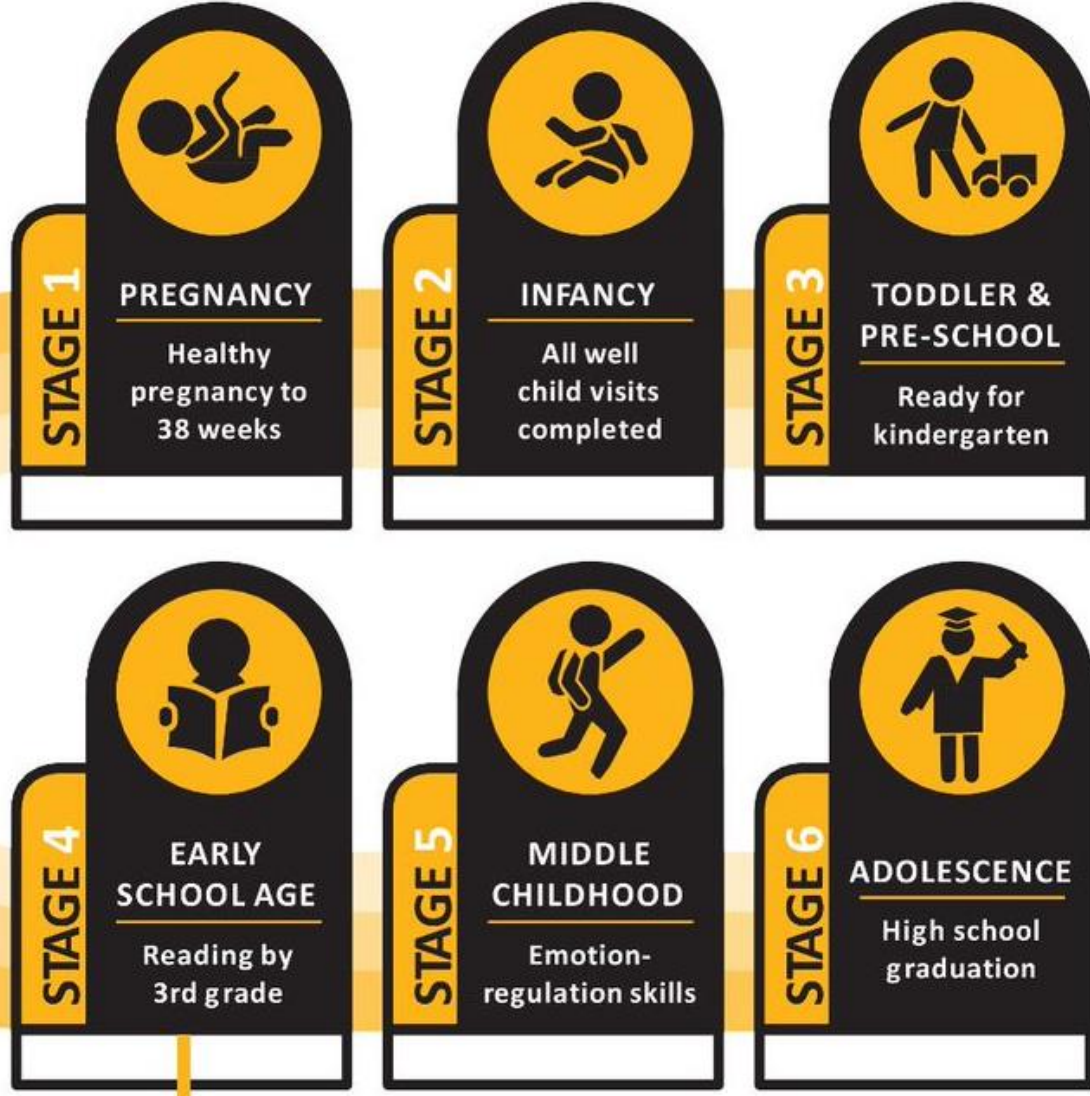 STAGE 1
PREGNANCY
Healthy
pregnancy to
38 weeks
STAGE 2
INFANCY
All well
child visits
completed
STAGE 3
TODDLER &
PRE-SCHOOL
Ready for
kindergarten
STAGE 4
EARLY
SCHOOL AGE
Reading by
3rd grade
STAGE 5
MIDDLE
CHILDHOOD
Emotion-
regulation skills
STAGE 6
ADOLESCENCE
High school
graduation